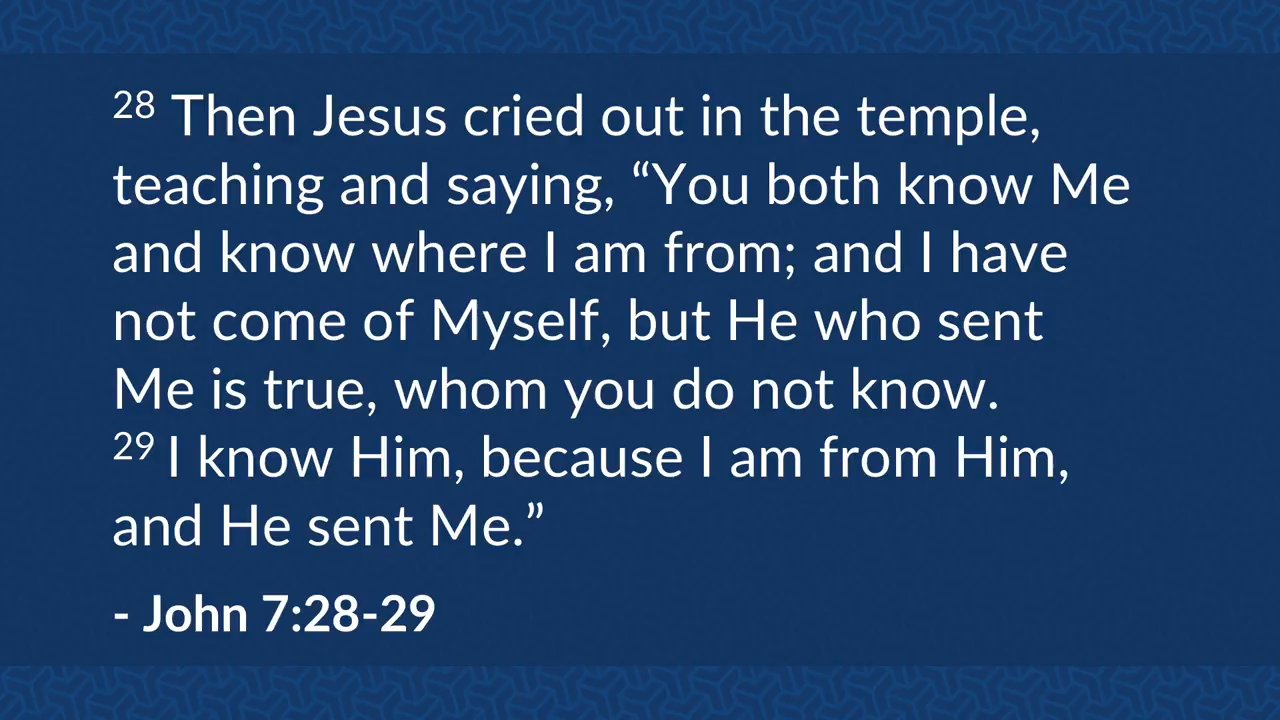 28 Then Jesus cried out in the temple,
teaching and saying, “You both know Me
and know where I am from; and I have
not come of Myself, but He who sent
Me is true, whom you do not know.
29 I know Him, because I am from Him,
and He sent Me.”
- John 7:28-29